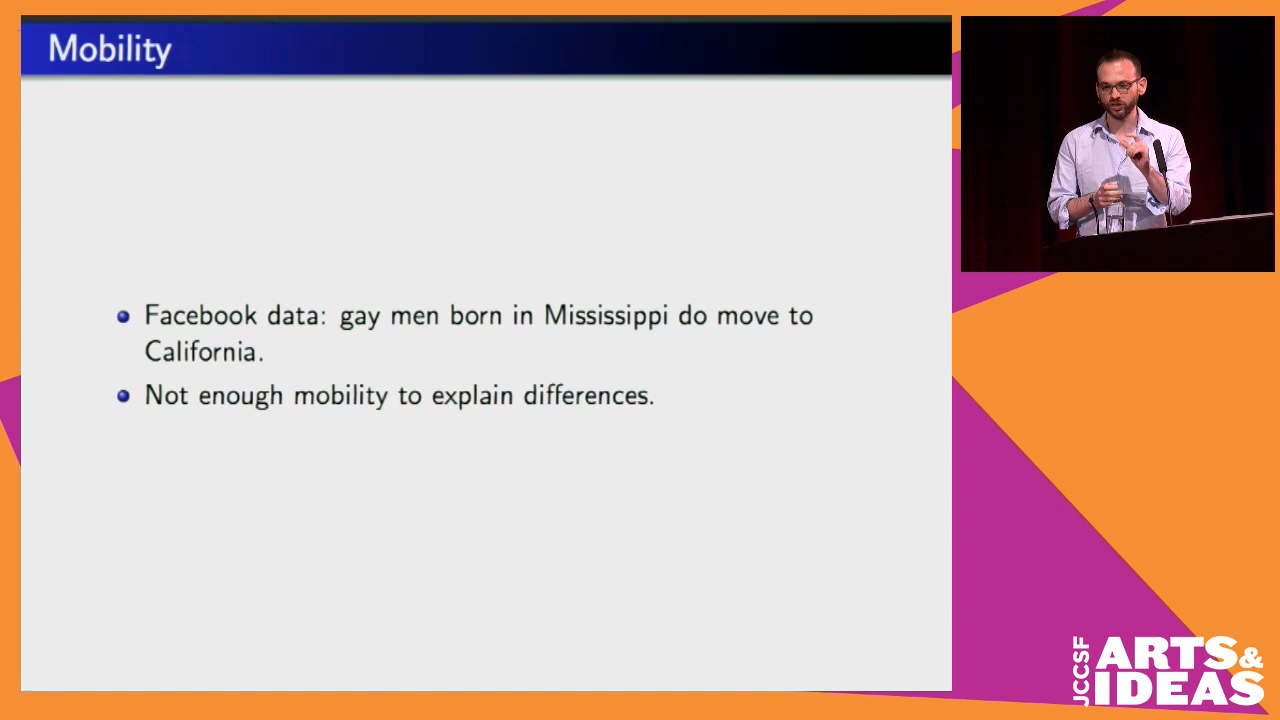 Mobility
Facebook data: gay men born in Mississippi do move to
California.
Not enough mobility to explain differences.
JCCSF
ARTS&
IDEAS